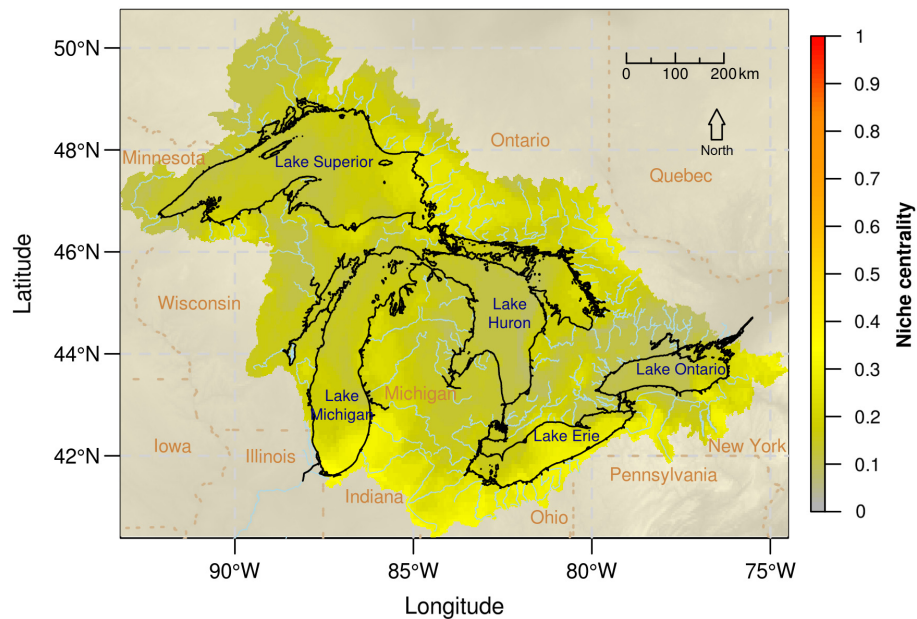 50°N
48°N
46°N
44°N
42°N
Latitude
90°W
85°W
80°W
75°W
Longitude
0 100 200 km
North
Ontario
Quebec
Minnesota
Lake Superior
Wisconsin
Lake
Huron
Lake Ontario
Michigan
Lake
Michigan
Lake Erie
Iowa
Illinois
New York
Pennsylvania
Indiana
Ohio
1
0.9
0.8
0.7
0.6
0.5
0.4
0.3
0.2
0.1
0
Niche centrality